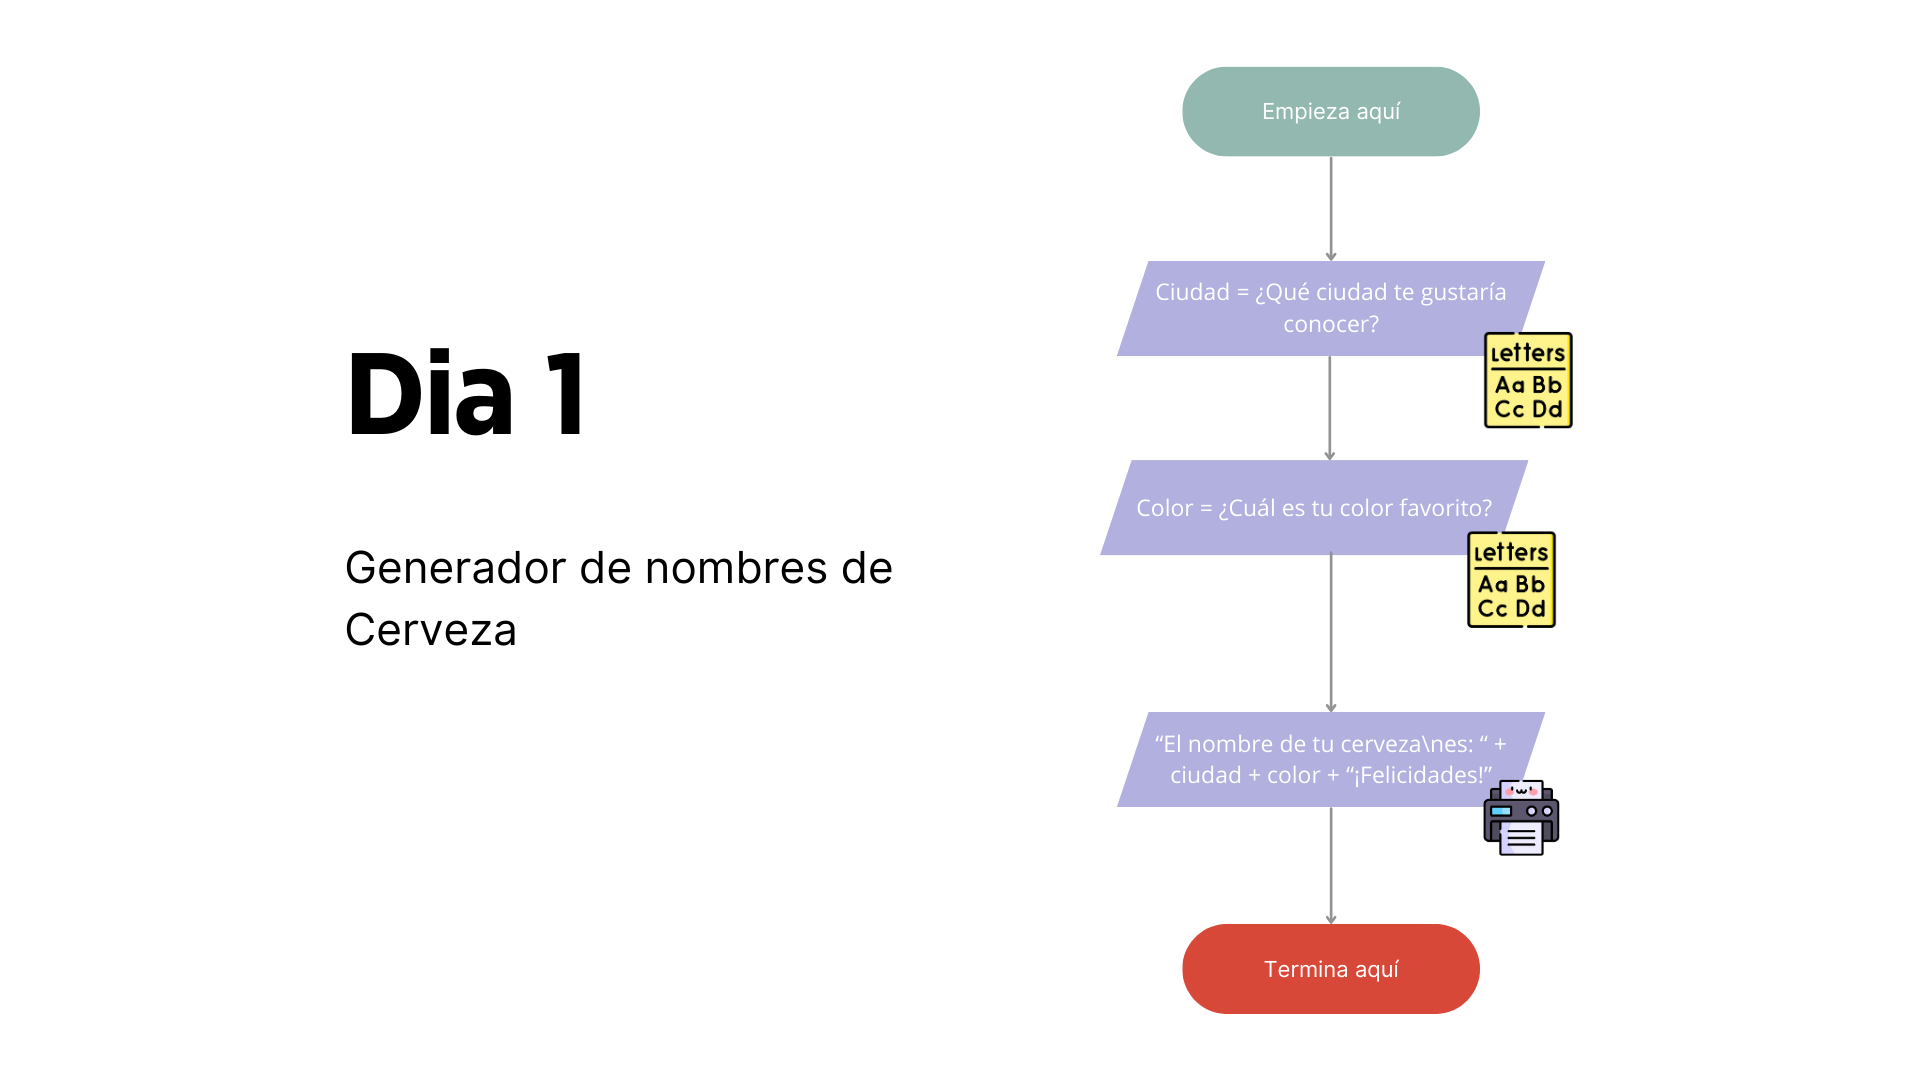 Dia 1
Generador de nombres de
Cerveza
Empieza aquí
Ciudad = ¿Qué ciudad te gustaría
conocer?
Letters
Aa Bb
Cc Dd
Color = ¿Cuál es tu color favorito?
Letters
Aa Bb
Cc Dd
“El nombre de tu cerveza\nes: “ +
ciudad + color + “¡Felicidades!”
Termina aquí